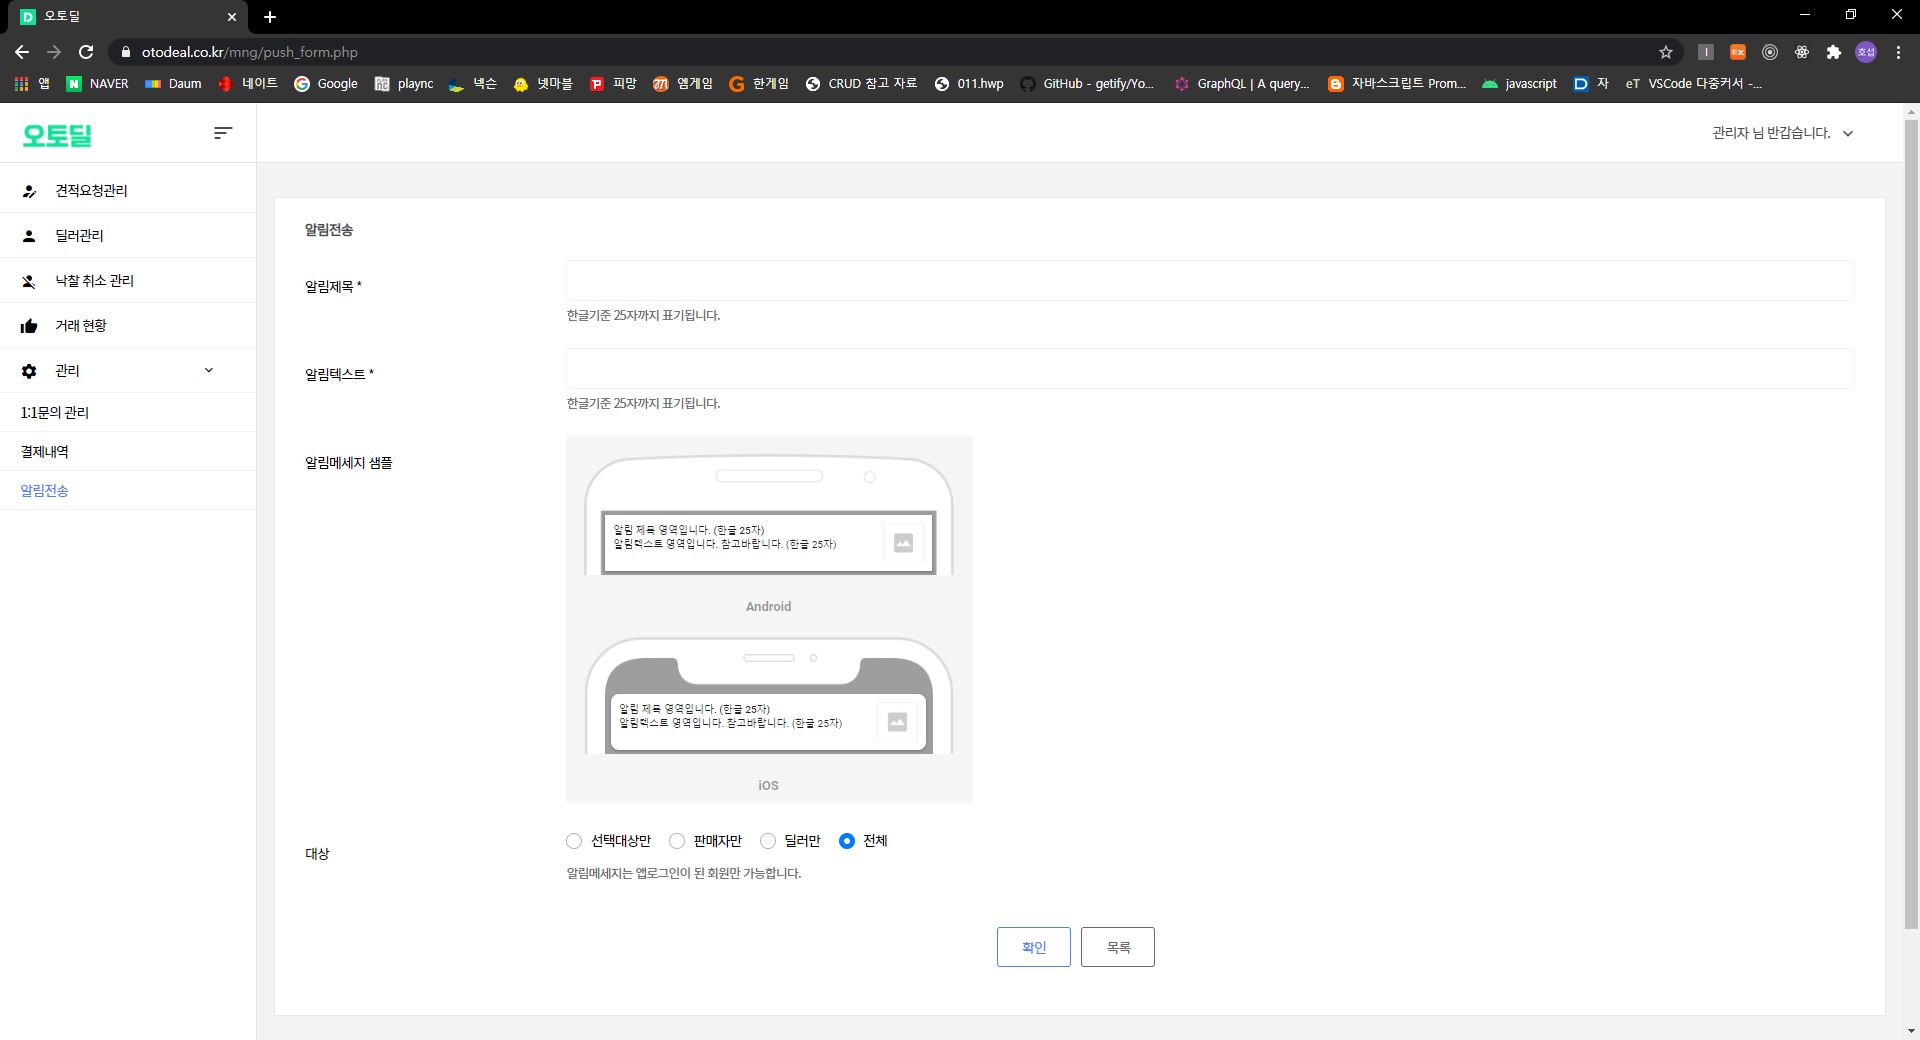 오토딜
otodeal.co.kr/mng/push_form.php
EX
호섭
앱
NAVER
Daum
네이트
Google
plaync
넥슨
넷마블
피망
엠게임
한게임
CRUD 참고 자료
011.hwp
GitHub - getify/Yo...
GraphQL | A query...
자바스크립트 Prom...
javascript
자
eT VSCode 다중커서 -...
오토딜
관리자 님 반갑습니다.
견적요청관리
딜러관리
낙찰 취소 관리
거래 현황
관리
1:1문의 관리
결제내역
알림전송
알림전송
알림제목 *
한글기준 25자까지 표기됩니다.
알림텍스트 *
한글기준 25자까지 표기됩니다.
알림메세지 샘플
알림 제목 영역입니다. (한글 25자)
알림텍스트 영역입니다. 참고바랍니다. (한글 25자)
Android
알림 제목 영역입니다. (한글 25자)
알림텍스트 영역입니다. 참고바랍니다. (한글 25자)
iOS
대상
선택대상만
판매자만
딜러만
전체
알림메세지는 앱로그인이 된 회원만 가능합니다.
확인
목록